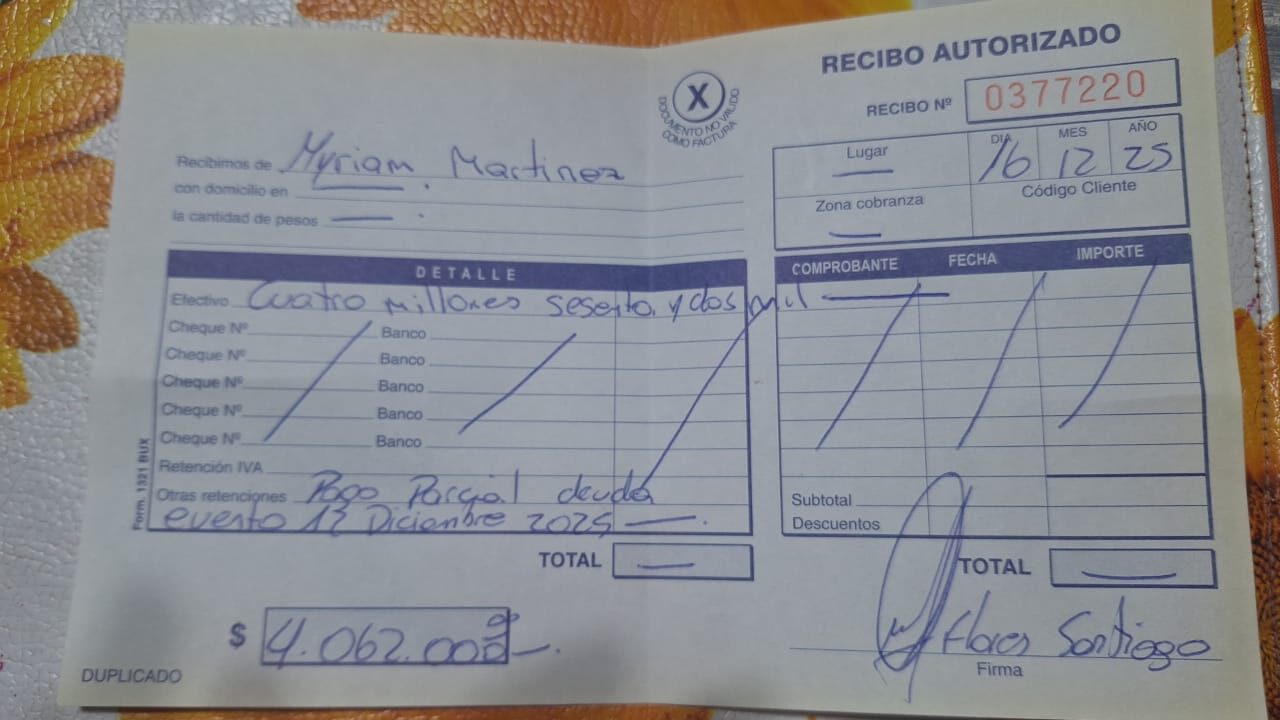 RECIBO AUTORIZADO
X
DOCUMENTO NO VALIDO
COMO FACTURA
RECIBO Nº 0377220
Recibimos de Myriam Martinez
con domicilio en
la cantidad de pesos
Lugar
DIA MES AÑO
16 12 25
Zona cobranza
Código Cliente
DETALLE
Efectivo Cuatro millones sesenta y dos mil
Cheque Nº Banco
Cheque Nº Banco
Cheque Nº Banco
Cheque Nº Banco
Cheque Nº Banco
Retención IVA
Otras retenciones Pago Parcial deuda
evento 12 Diciembre 2025
TOTAL
COMPROBANTE FECHA IMPORTE
Subtotal
Descuentos
TOTAL
$ 4.062.000
Flores Santiago
Firma
Form. 1321 BUX
DUPLICADO